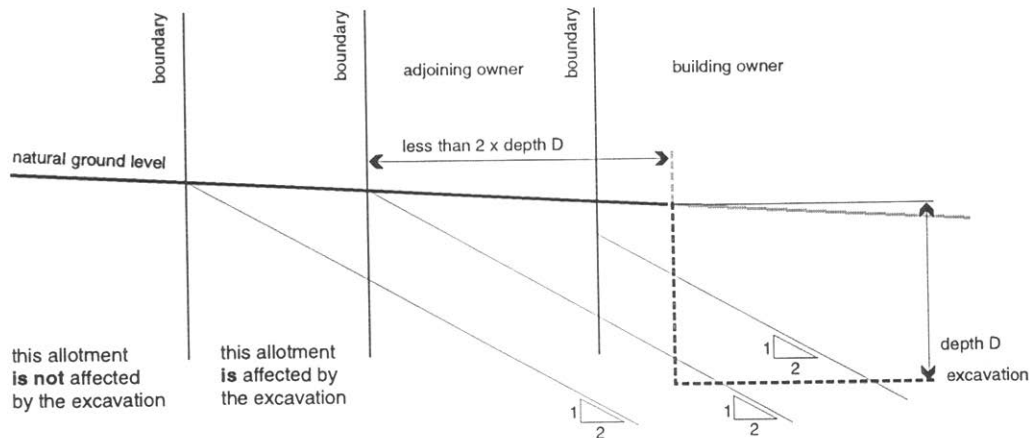 boundary
boundary
boundary
adjoining owner
building owner
less than 2 x depth D
natural ground level
this allotment
is not affected
by the excavation
this allotment
is affected by
the excavation
1
2
1
2
1
2
depth D
excavation